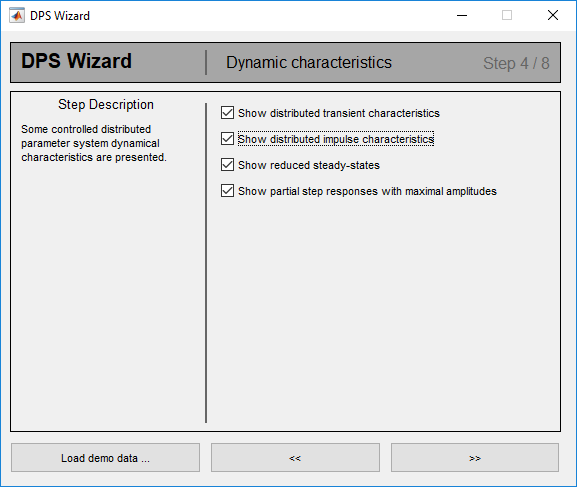 DPS Wizard
DPS Wizard
Dynamic characteristics
Step 4 / 8
Step Description
Some controlled distributed
parameter system dynamical
characteristics are presented.
Show distributed transient characteristics
Show distributed impulse characteristics
Show reduced steady-states
Show partial step responses with maximal amplitudes
Load demo data ...
<<
>>